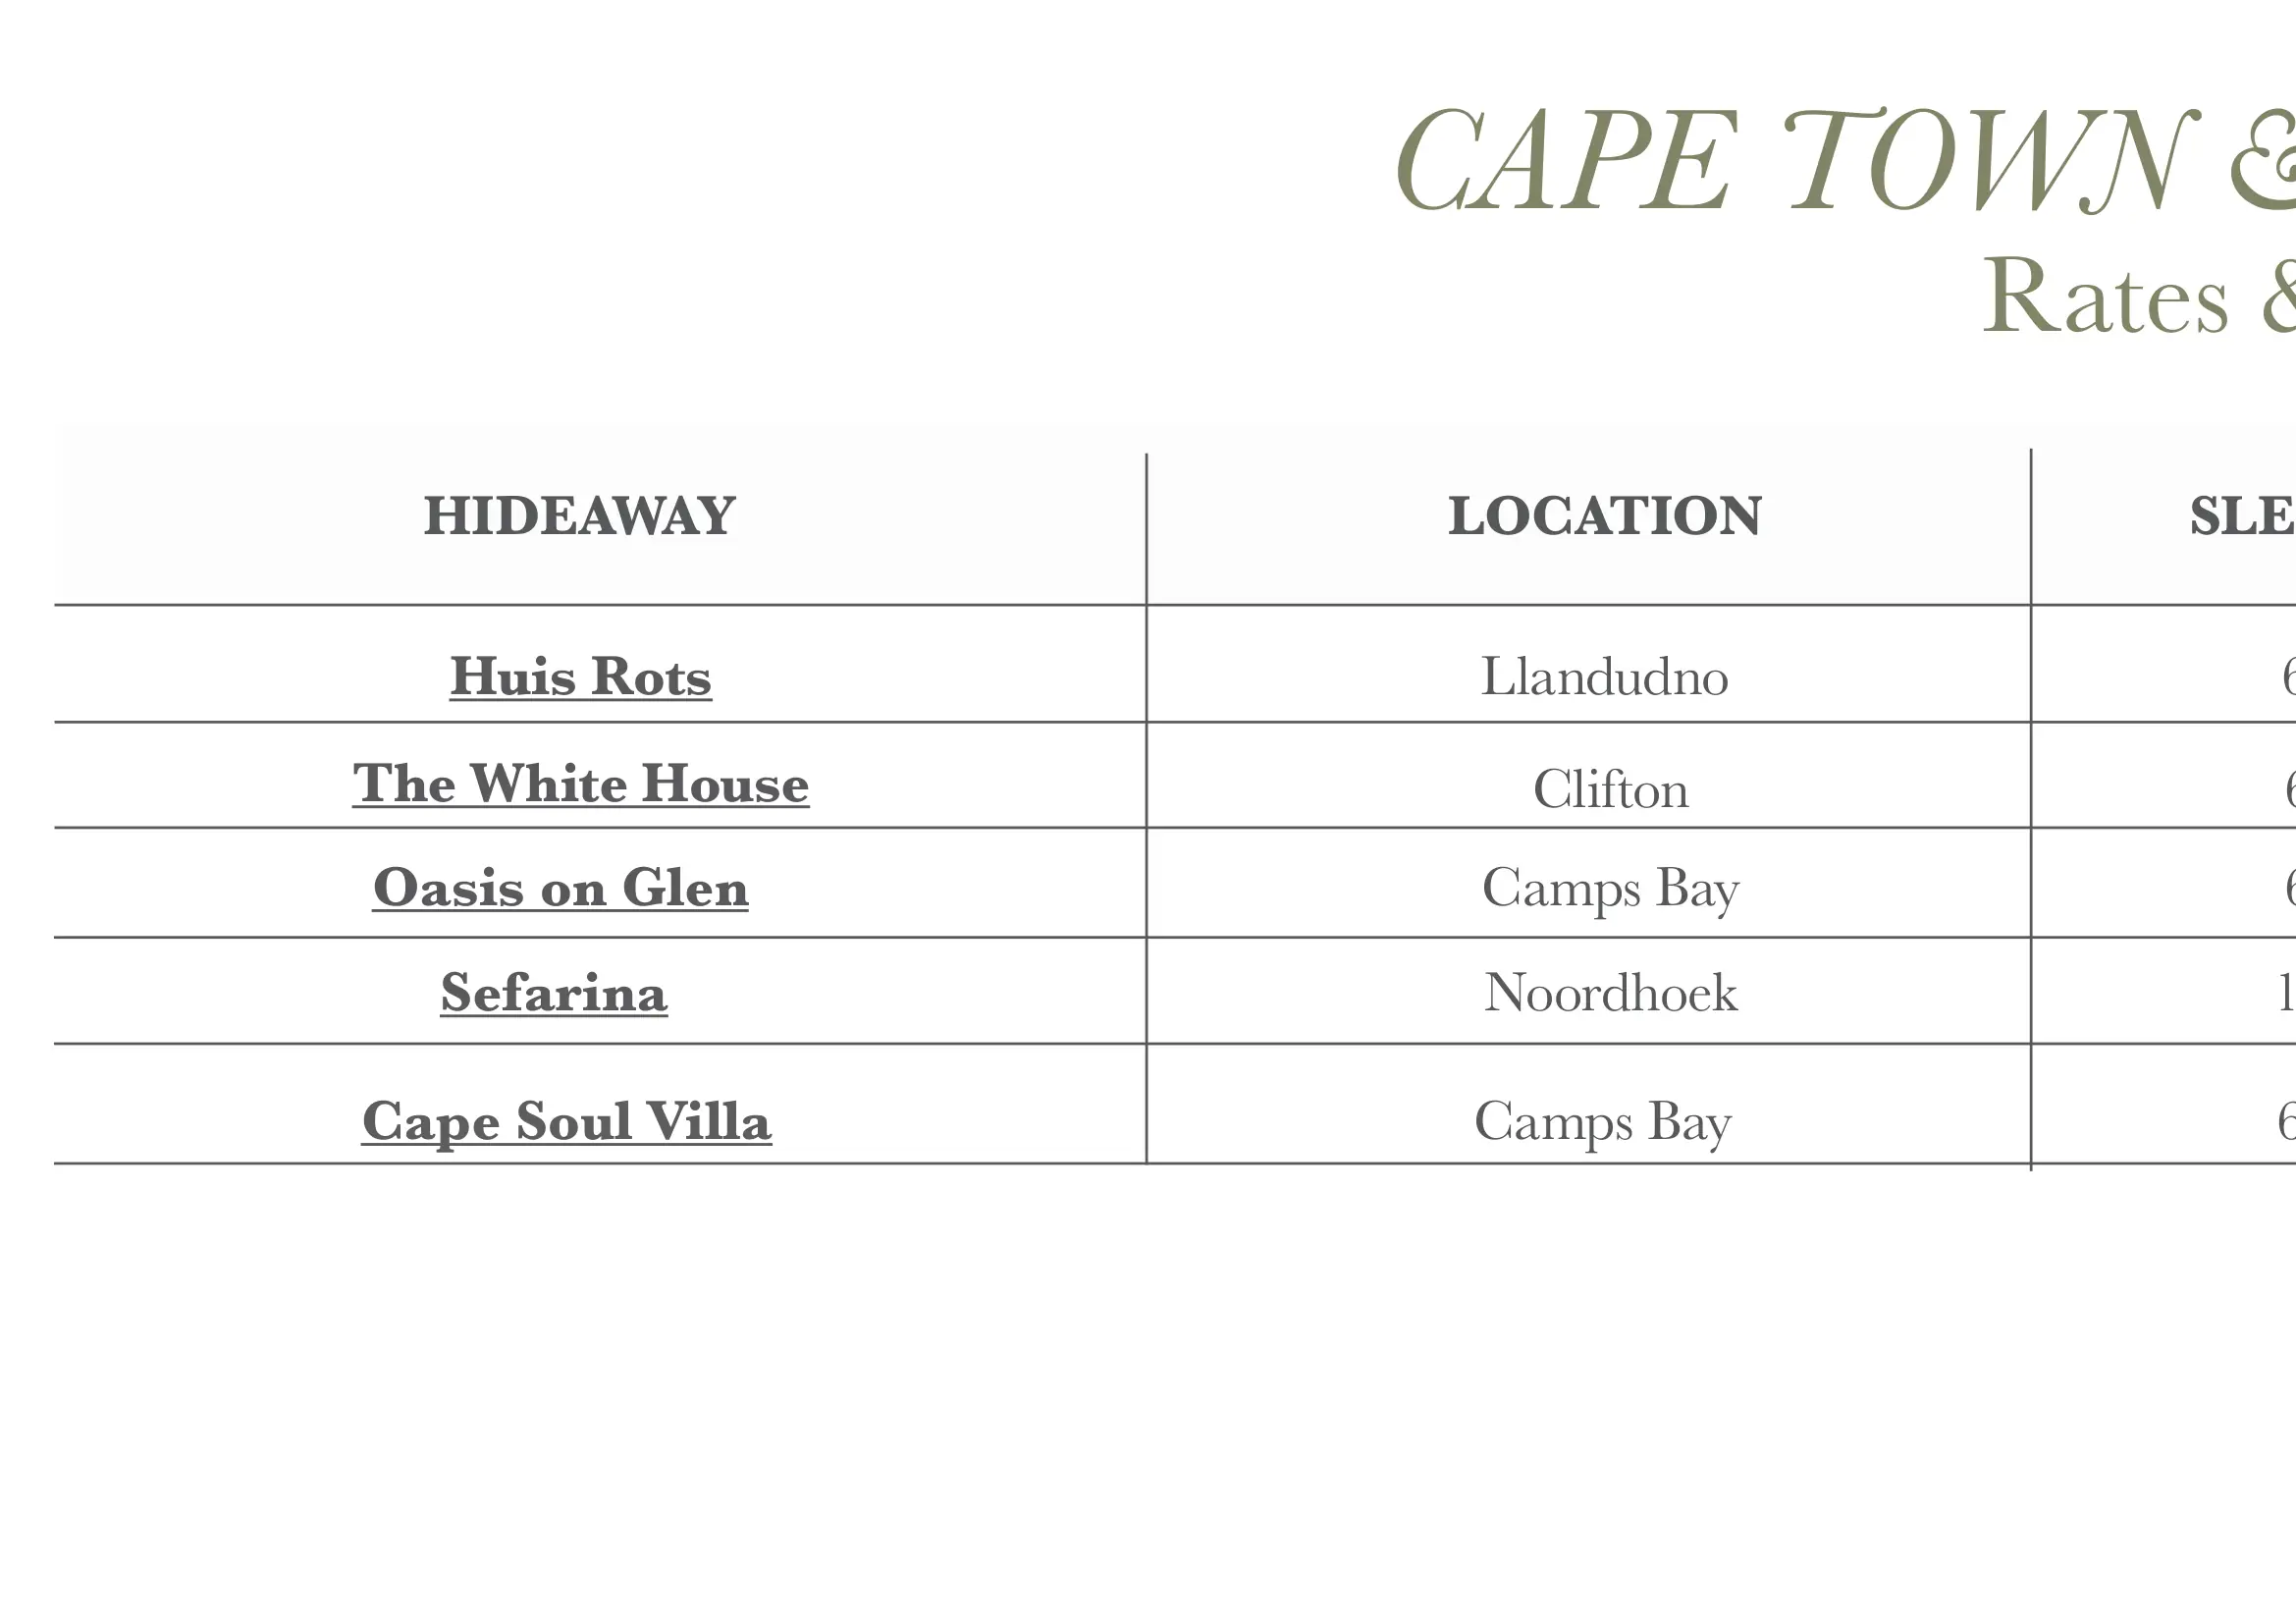 CAPE TOWN &
Rates &
HIDEAWAY LOCATION
Huis Rots Llandudno
The White House Clifton
Oasis on Glen Camps Bay
Sefarina Noordhoek
Cape Soul Villa Camps Bay